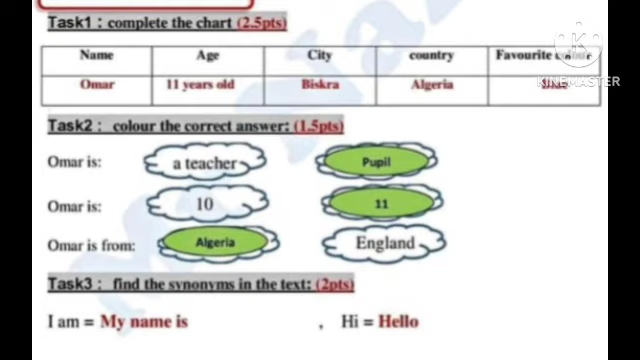 Task1 : complete the chart (2.5pts)
Name Age City country Favourite colour
Omar 11 years old Biskra Algeria
KINEMASTER
Task2 : colour the correct answer: (1.5pts)
Omar is: a teacher Pupil
Omar is: 10 11
Omar is from: Algeria England
Task3 : find the synonyms in the text: (2pts)
I am = My name is , Hi = Hello